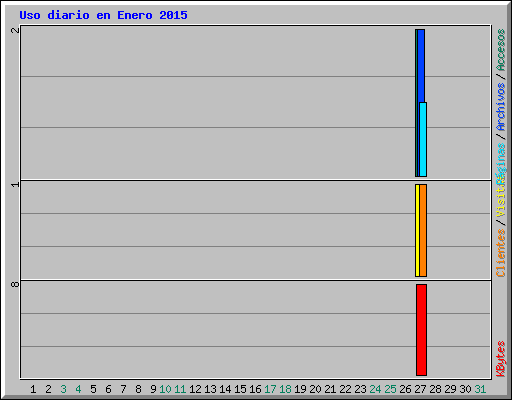 Uso diario en Enero 2015
2
1
8
1 2 3 4 5 6 7 8 9 10 11 12 13 14 15 16 17 18 19 20 21 22 23 24 25 26 27 28 29 30 31
KBytes
Clientes / Visitas
Páginas / Archivos / Accesos